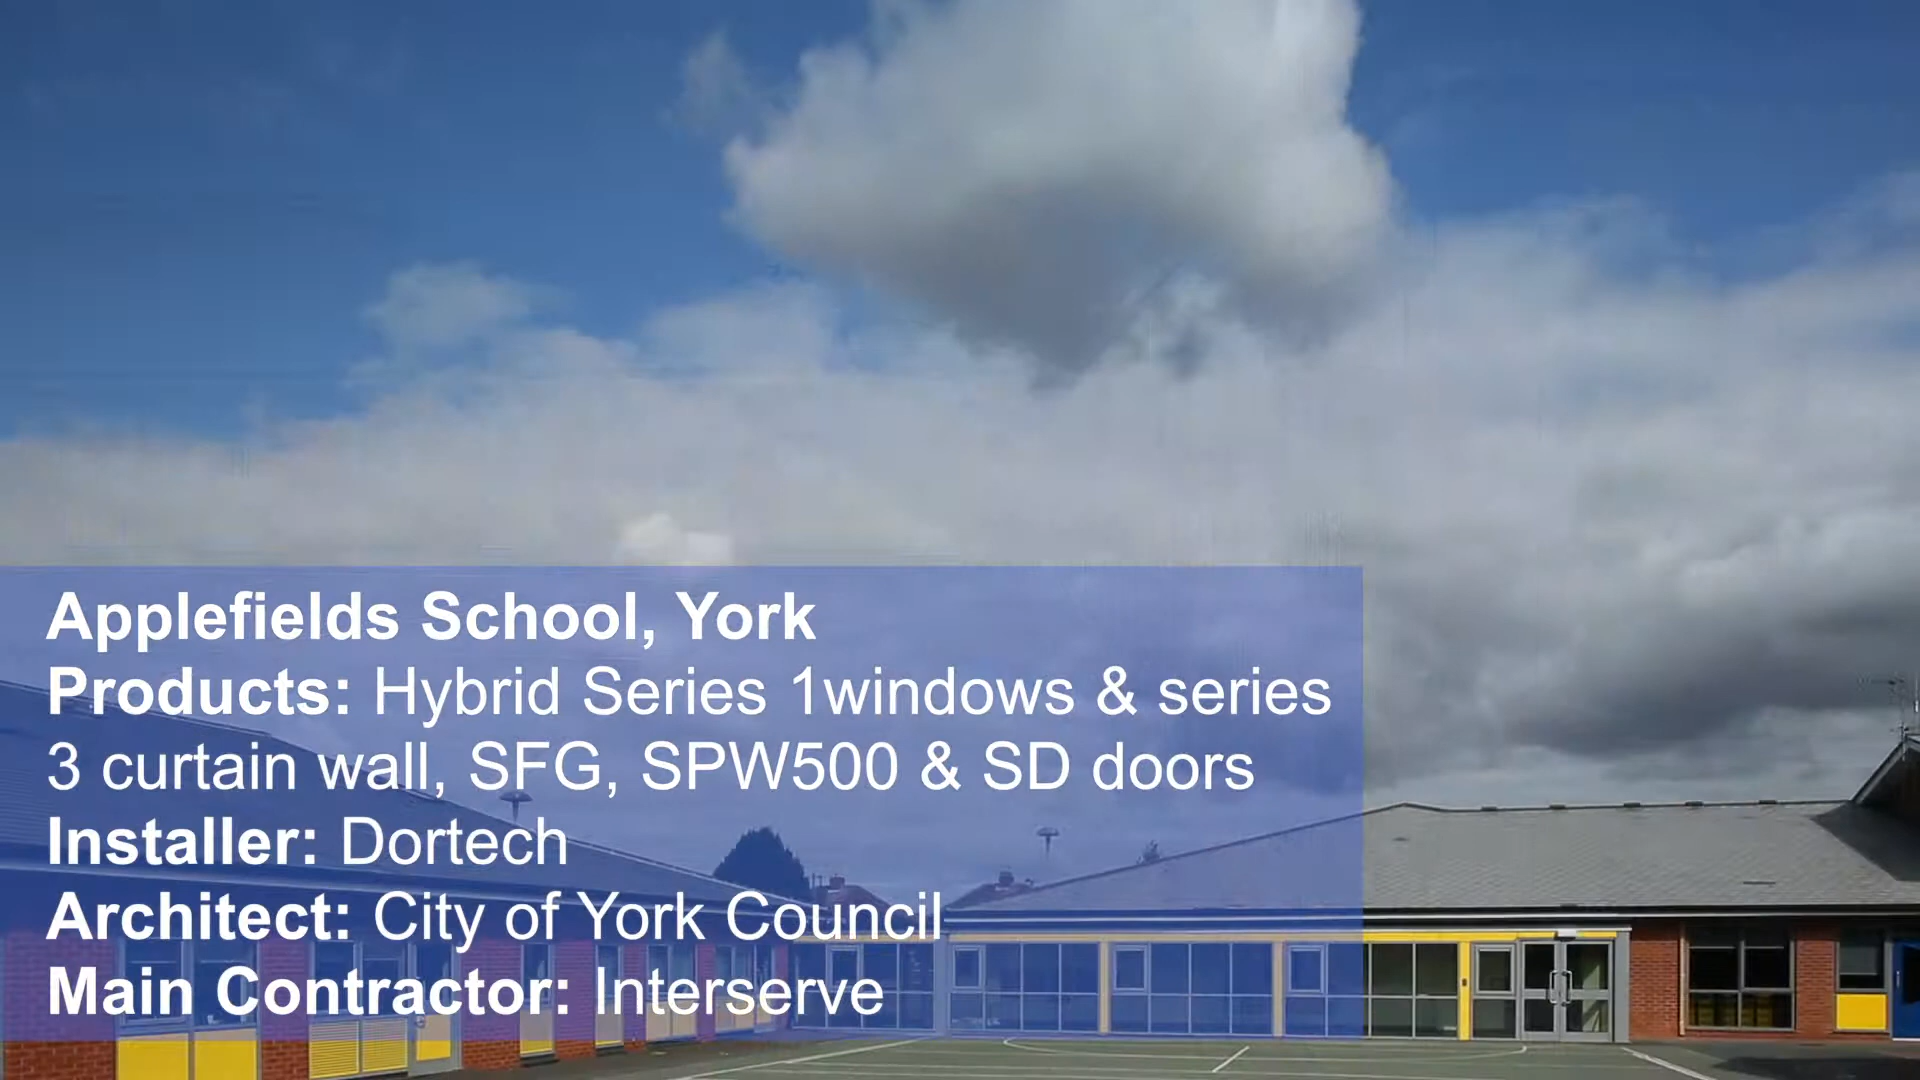 Applefields School, York
Products: Hybrid Series 1windows & series
3 curtain wall, SFG, SPW500 & SD doors
Installer: Dortech
Architect: City of York Council
Main Contractor: Interserve